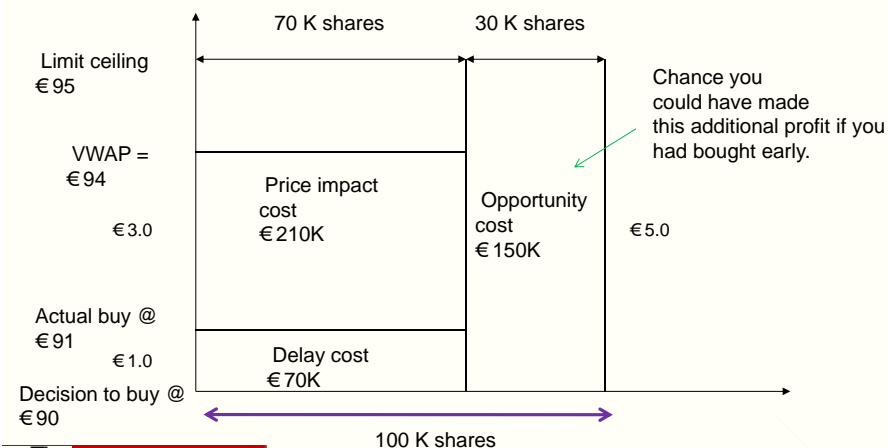 70 K shares
30 K shares
Limit ceiling
€95
Chance you
could have made
this additional profit if you
had bought early.
VWAP =
€94
Price impact
cost
€210K
Opportunity
cost
€150K
€3.0
€5.0
Actual buy @
€91
€1.0
Delay cost
€70K
Decision to buy @
€90
100 K shares